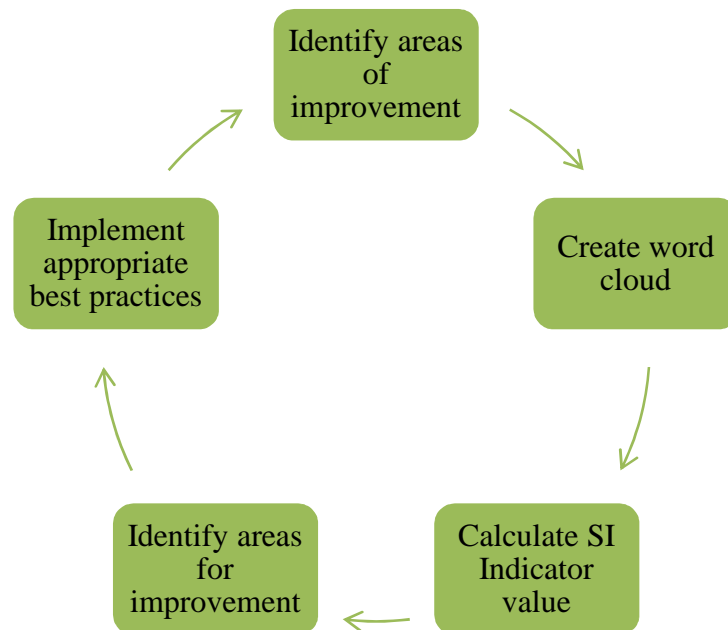 Identify areas
of
improvement
Create word
cloud
Calculate SI
Indicator
value
Identify areas
for
improvement
Implement
appropriate
best practices